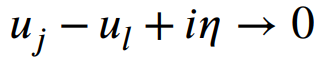 u_j − u_l + iη → 0